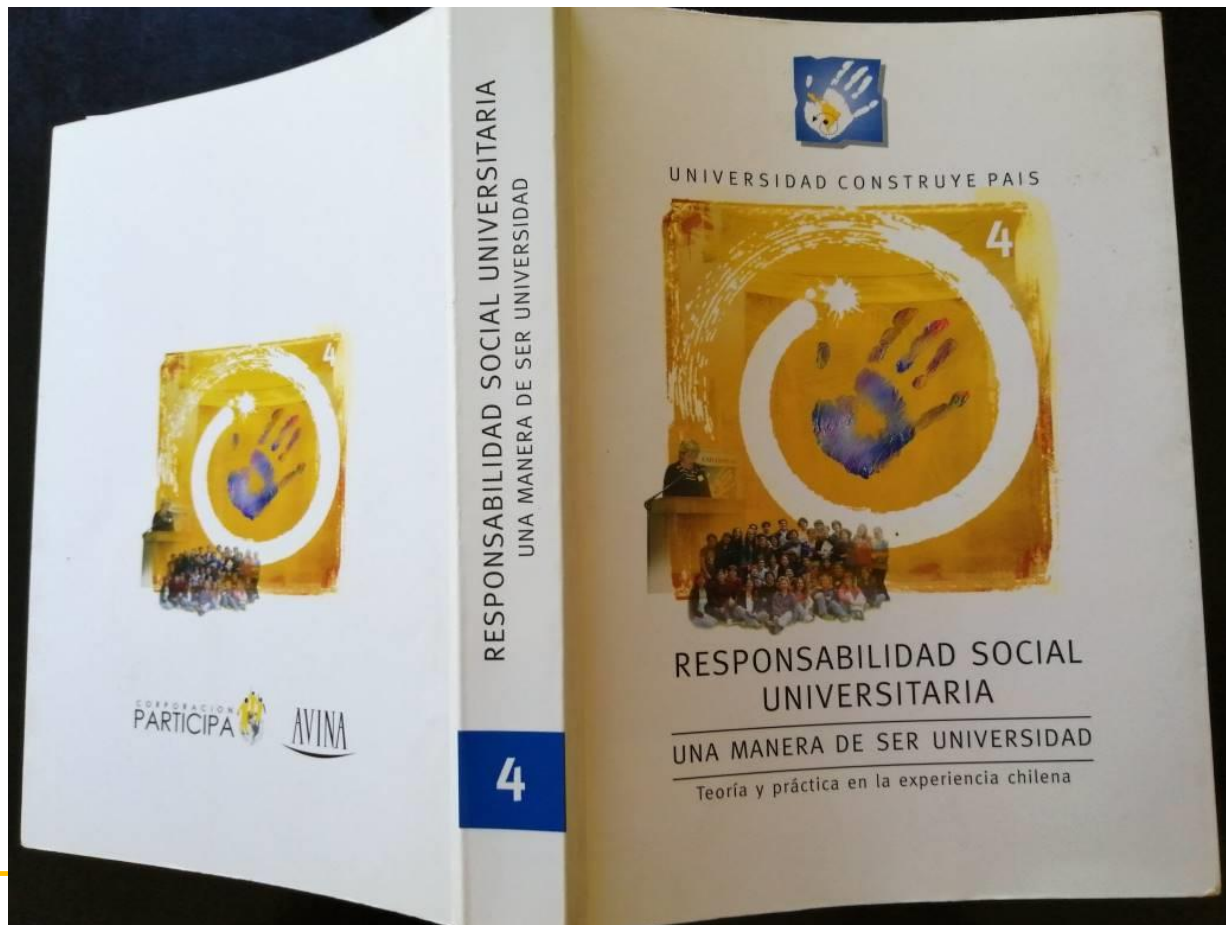 4
CORPORACION
PARTICIPA
AVINA
RESPONSABILIDAD SOCIAL UNIVERSITARIA
UNA MANERA DE SER UNIVERSIDAD
4
UNIVERSIDAD CONSTRUYE PAIS
4
RESPONSABILIDAD SOCIAL
UNIVERSITARIA
UNA MANERA DE SER UNIVERSIDAD
Teoría y práctica en la experiencia chilena